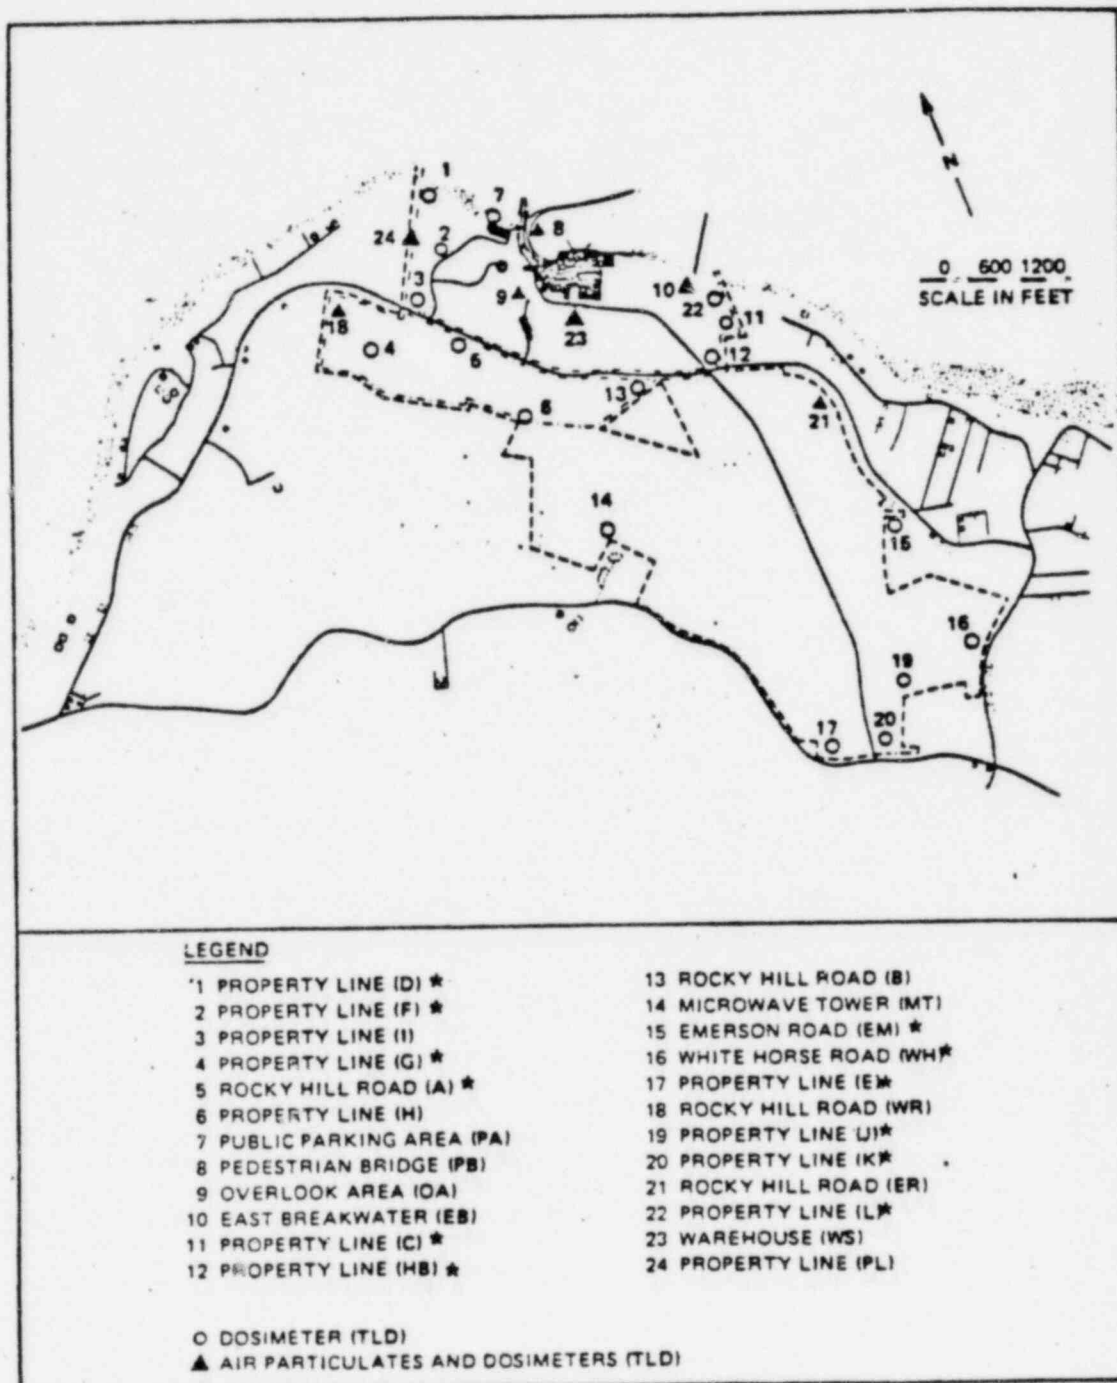 1
7
24
2
8
N
0 600 1200
SCALE IN FEET
3
9
10
22
11
18
23
4
6
12
13
21
6
14
15
16
19
17
20
LEGEND
'1 PROPERTY LINE (D) *
2 PROPERTY LINE (F) *
3 PROPERTY LINE (I)
4 PROPERTY LINE (G) *
5 ROCKY HILL ROAD (A) *
6 PROPERTY LINE (H)
7 PUBLIC PARKING AREA (PA)
8 PEDESTRIAN BRIDGE (PB)
9 OVERLOOK AREA (OA)
10 EAST BREAKWATER (EB)
11 PROPERTY LINE (C) *
12 PROPERTY LINE (HB) *
13 ROCKY HILL ROAD (B)
14 MICROWAVE TOWER (MT)
15 EMERSON ROAD (EM) *
16 WHITE HORSE ROAD (WH)*
17 PROPERTY LINE (E)*
18 ROCKY HILL ROAD (WR)
19 PROPERTY LINE (J)*
20 PROPERTY LINE (K)*
21 ROCKY HILL ROAD (ER)
22 PROPERTY LINE (L)*
23 WAREHOUSE (WS)
24 PROPERTY LINE (PL)
O DOSIMETER (TLD)
▲ AIR PARTICULATES AND DOSIMETERS (TLD)